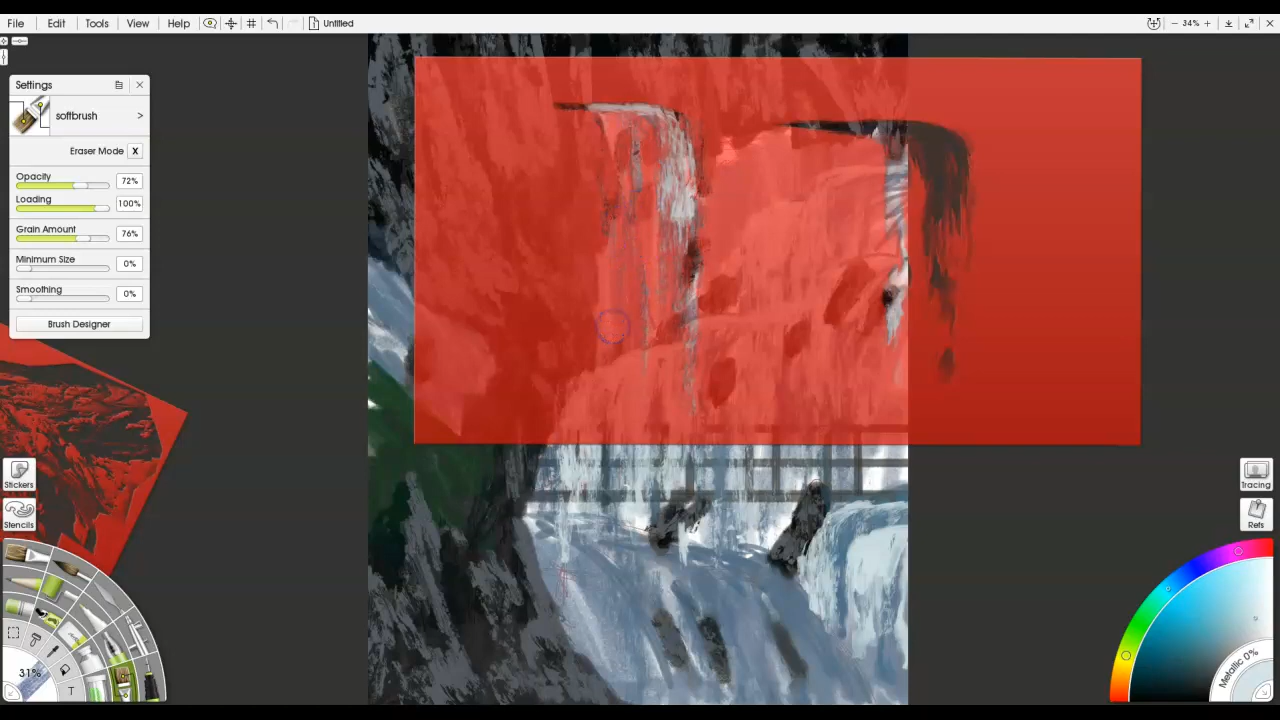 File Edit Tools View Help Untitled 34%
Settings
softbrush
Eraser Mode X
Opacity 72%
Loading 100%
Grain Amount 76%
Minimum Size 0%
Smoothing 0%
Brush Designer
Stickers
Stencils
Tracing
Refs
31%
T
Metallic 0%